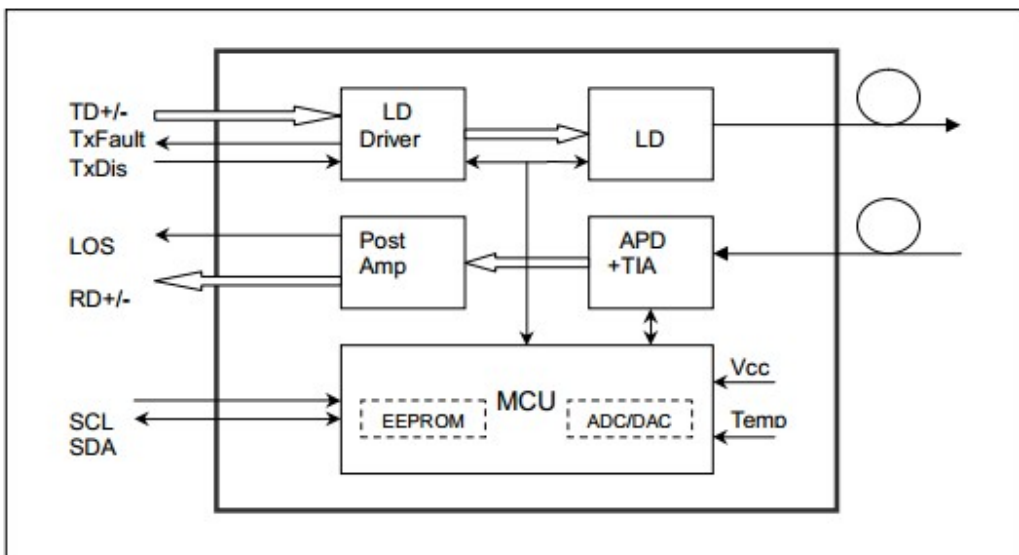 TD+/-
TxFault
TxDis
LD
Driver
LD
LOS
RD+/-
Post
Amp
APD
+TIA
MCU
EEPROM
ADC/DAC
Vcc
Temp
SCL
SDA